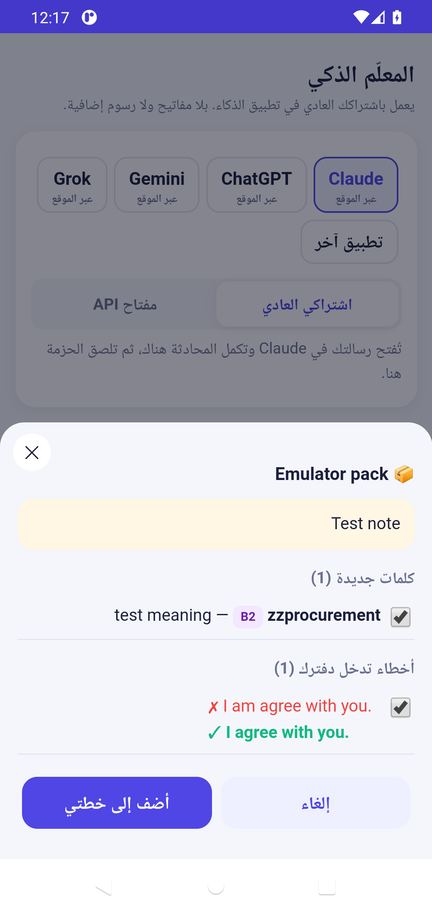 12:17
المعلّم الذكي
يعمل باشتراكك العادي في تطبيق الذكاء. بلا مفاتيح ولا رسوم إضافية.
Claude
عبر الموقع
ChatGPT
عبر الموقع
Gemini
عبر الموقع
Grok
عبر الموقع
تطبيق آخر
اشتراكي العادي
مفتاح API
تُفتح رسالتك في Claude وتكمل المحادثة هناك، ثم تلصق الحزمة
هنا.
📦 Emulator pack
Test note
كلمات جديدة (1)
zzprocurement B2 — test meaning
أخطاء تدخل دفترك (1)
✗ I am agree with you.
✓ I agree with you.
إلغاء
أضف إلى خطتي